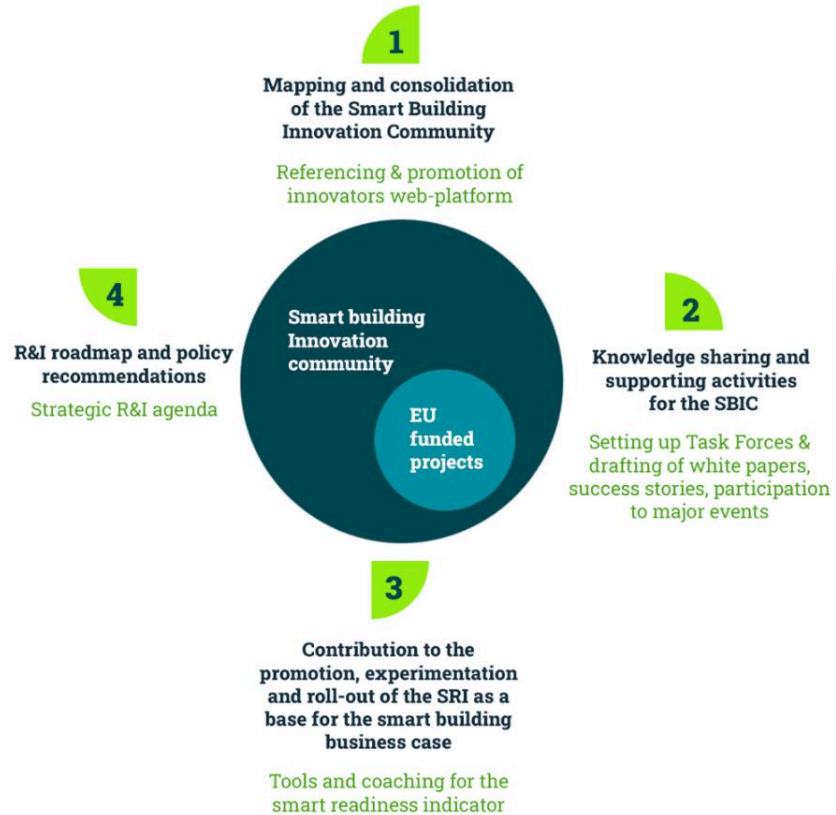 1
Mapping and consolidation
of the Smart Building
Innovation Community
Referencing & promotion of
innovators web-platform
Smart building
Innovation
community
EU
funded
projects
2
Knowledge sharing and
supporting activities
for the SBIC
Setting up Task Forces &
drafting of white papers,
success stories, participation
to major events
3
Contribution to the
promotion, experimentation
and roll-out of the SRI as a
base for the smart building
business case
Tools and coaching for the
smart readiness indicator
4
R&I roadmap and policy
recommendations
Strategic R&I agenda